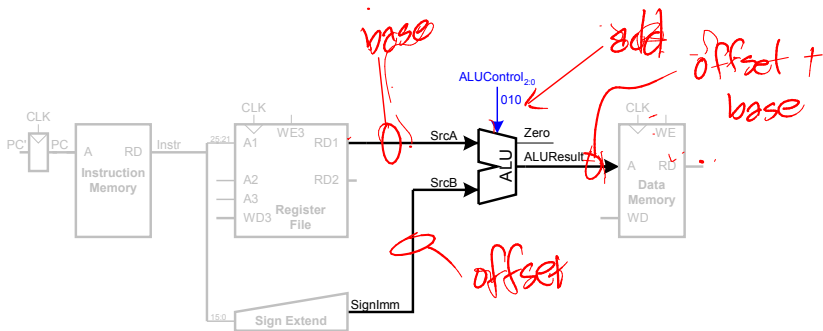 base
add
offset +
base
ALUControl2:0
010
CLK
CLK
CLK
PC'
PC
A
RD
Instr
Instruction
Memory
25:21
A1
WE3
RD1
A2
RD2
A3
WD3
Register
File
SrcA
Zero
ALU
ALUResult
SrcB
WE
A
RD
Data
Memory
WD
offset
SignImm
15:0
Sign Extend